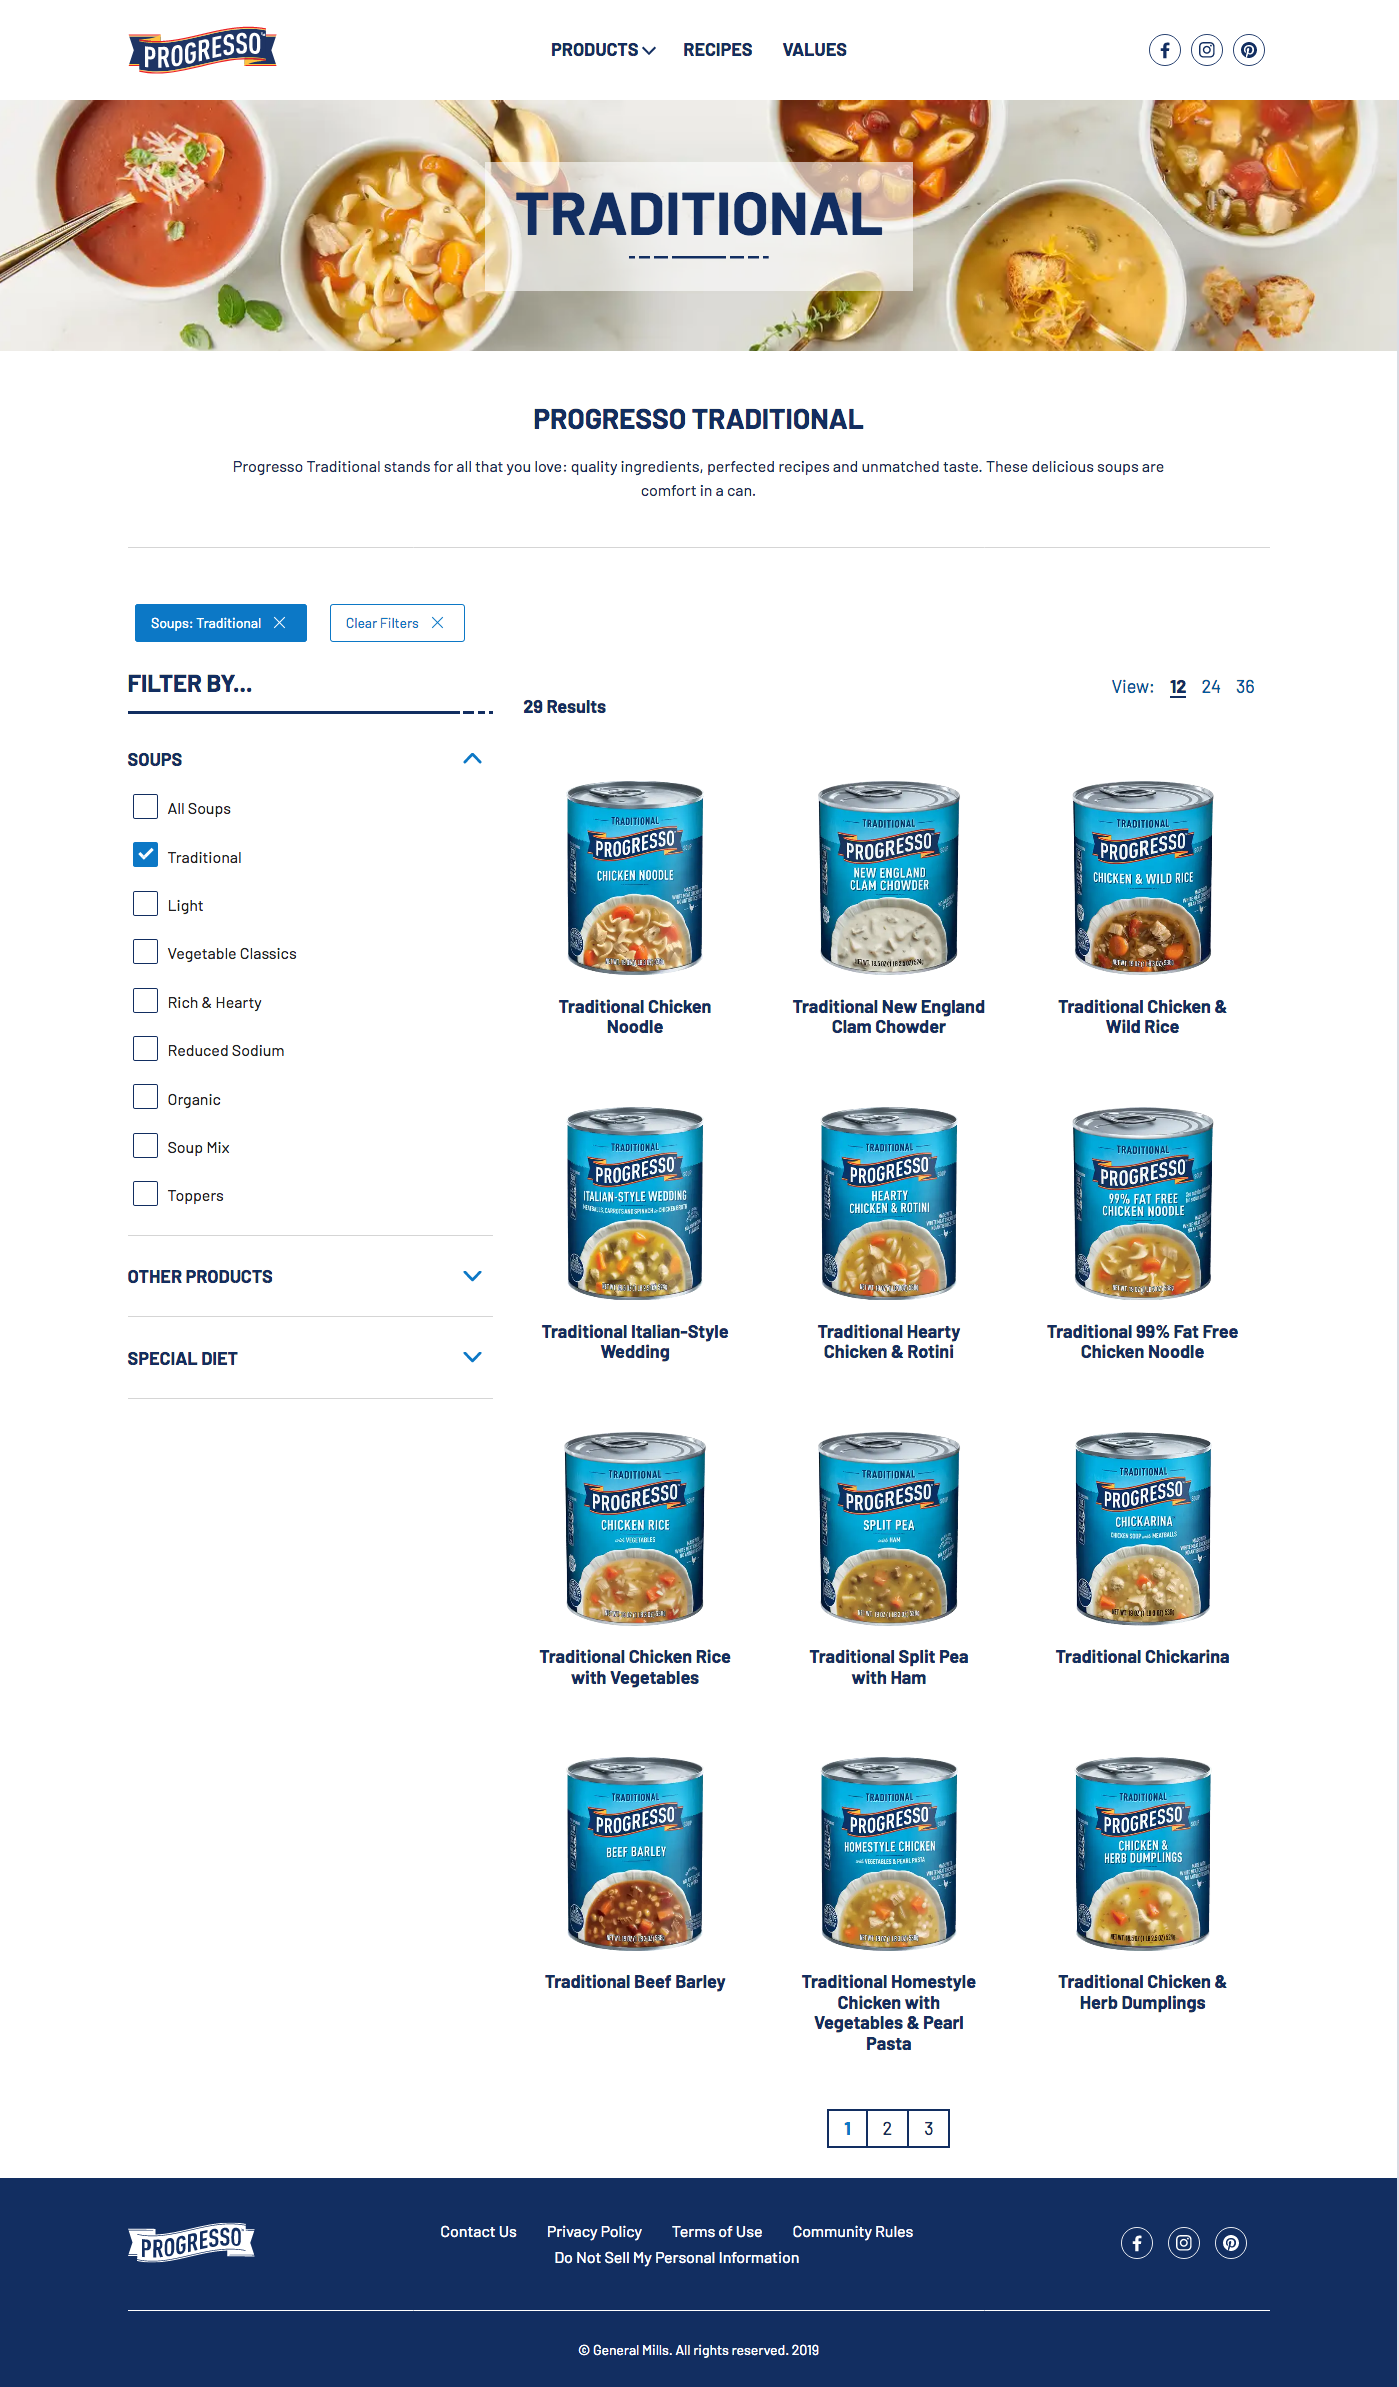 PROGRESSO
PRODUCTS RECIPES VALUES
TRADITIONAL
PROGRESSO TRADITIONAL
Progresso Traditional stands for all that you love: quality ingredients, perfected recipes and unmatched taste. These delicious soups are
comfort in a can.
Soups: Traditional
Clear Filters
FILTER BY...
View: 12 24 36
29 Results
SOUPS
All Soups
Traditional
Light
Vegetable Classics
Rich & Hearty
Reduced Sodium
Organic
Soup Mix
Toppers
OTHER PRODUCTS
SPECIAL DIET
TRADITIONAL
PROGRESSO
CHICKEN NOODLE
Traditional Chicken
Noodle
TRADITIONAL
PROGRESSO
NEW ENGLAND
CLAM CHOWDER
Traditional New England
Clam Chowder
TRADITIONAL
PROGRESSO
CHICKEN & WILD RICE
Traditional Chicken &
Wild Rice
TRADITIONAL
PROGRESSO
ITALIAN-STYLE WEDDING
Traditional Italian-Style
Wedding
TRADITIONAL
PROGRESSO
HEARTY
CHICKEN & ROTINI
Traditional Hearty
Chicken & Rotini
TRADITIONAL
PROGRESSO
99% FAT FREE
CHICKEN NOODLE
Traditional 99% Fat Free
Chicken Noodle
TRADITIONAL
PROGRESSO
CHICKEN RICE
with VEGETABLES
Traditional Chicken Rice
with Vegetables
TRADITIONAL
PROGRESSO
SPLIT PEA
with HAM
Traditional Split Pea
with Ham
TRADITIONAL
PROGRESSO
CHICKARINA
CHICKEN SOUP with MEATBALLS
Traditional Chickarina
TRADITIONAL
PROGRESSO
BEEF BARLEY
Traditional Beef Barley
TRADITIONAL
PROGRESSO
HOMESTYLE CHICKEN
with VEGETABLES & PEARL PASTA
Traditional Homestyle
Chicken with
Vegetables & Pearl
Pasta
TRADITIONAL
PROGRESSO
CHICKEN &
HERB DUMPLINGS
Traditional Chicken &
Herb Dumplings
1 2 3
PROGRESSO
Contact Us Privacy Policy Terms of Use Community Rules
Do Not Sell My Personal Information
© General Mills. All rights reserved. 2019